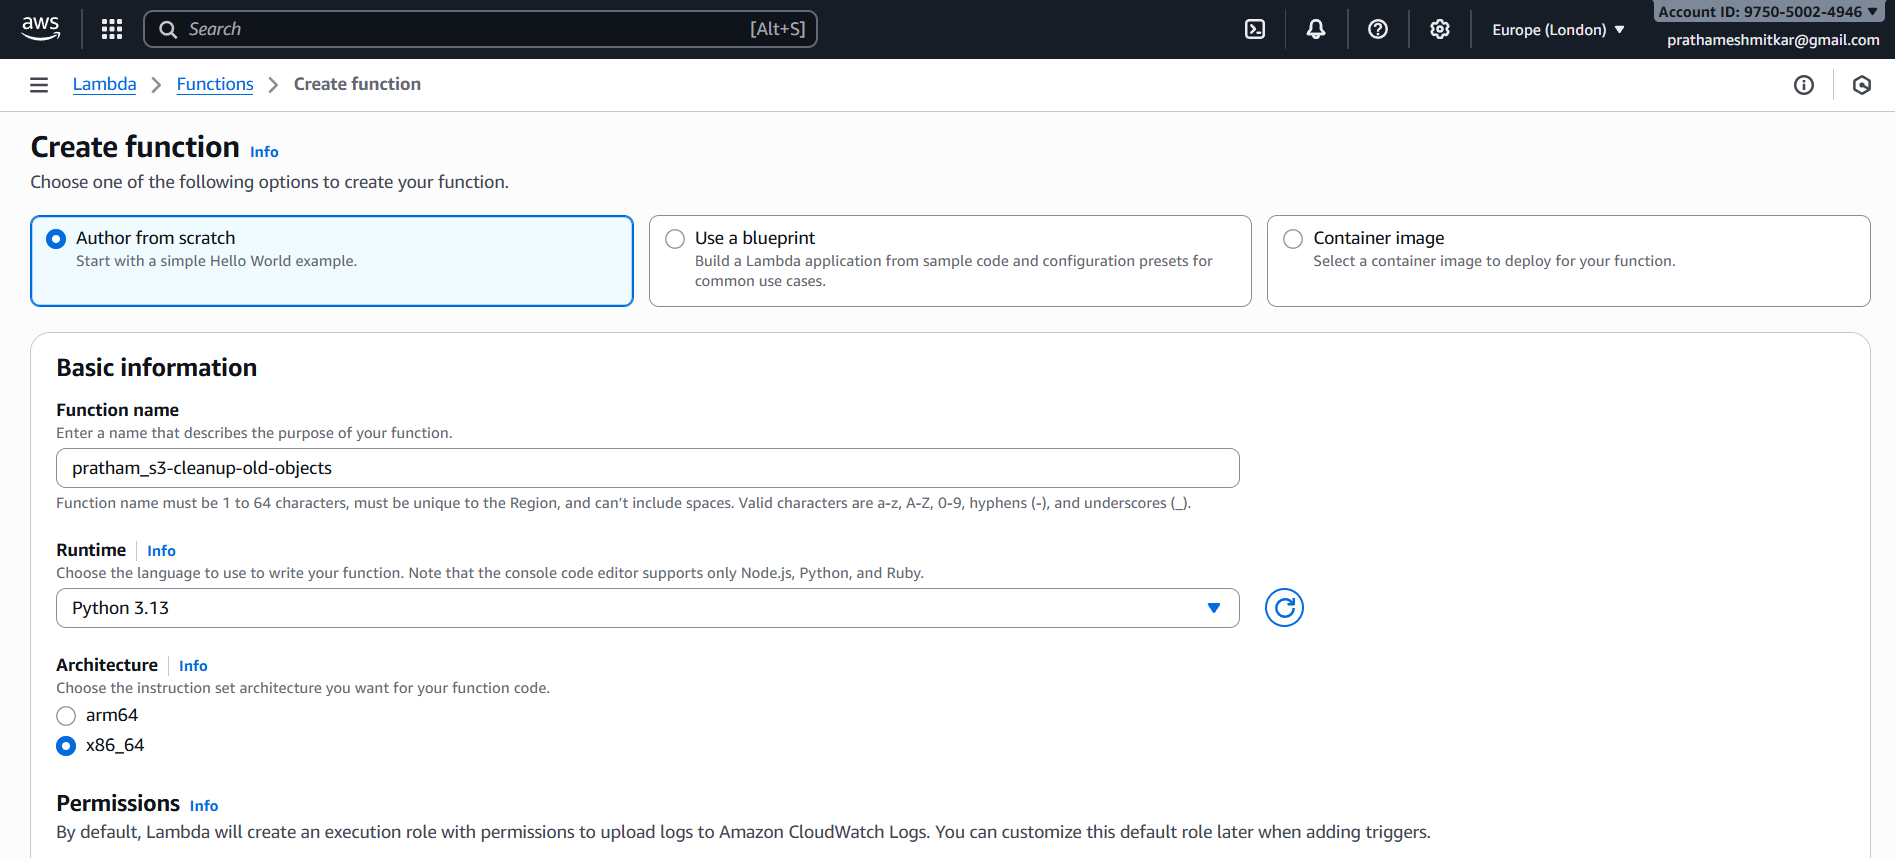 aws
Search
[Alt+S]
Europe (London)
Account ID: 9750-5002-4946
prathameshmitkar@gmail.com
Lambda
Functions
Create function
Create function
Info
Choose one of the following options to create your function.
Author from scratch
Start with a simple Hello World example.
Use a blueprint
Build a Lambda application from sample code and configuration presets for
common use cases.
Container image
Select a container image to deploy for your function.
Basic information
Function name
Enter a name that describes the purpose of your function.
pratham_s3-cleanup-old-objects
Function name must be 1 to 64 characters, must be unique to the Region, and can’t include spaces. Valid characters are a-z, A-Z, 0-9, hyphens (-), and underscores (_).
Runtime
Info
Choose the language to use to write your function. Note that the console code editor supports only Node.js, Python, and Ruby.
Python 3.13
Architecture
Info
Choose the instruction set architecture you want for your function code.
arm64
x86_64
Permissions
Info
By default, Lambda will create an execution role with permissions to upload logs to Amazon CloudWatch Logs. You can customize this default role later when adding triggers.